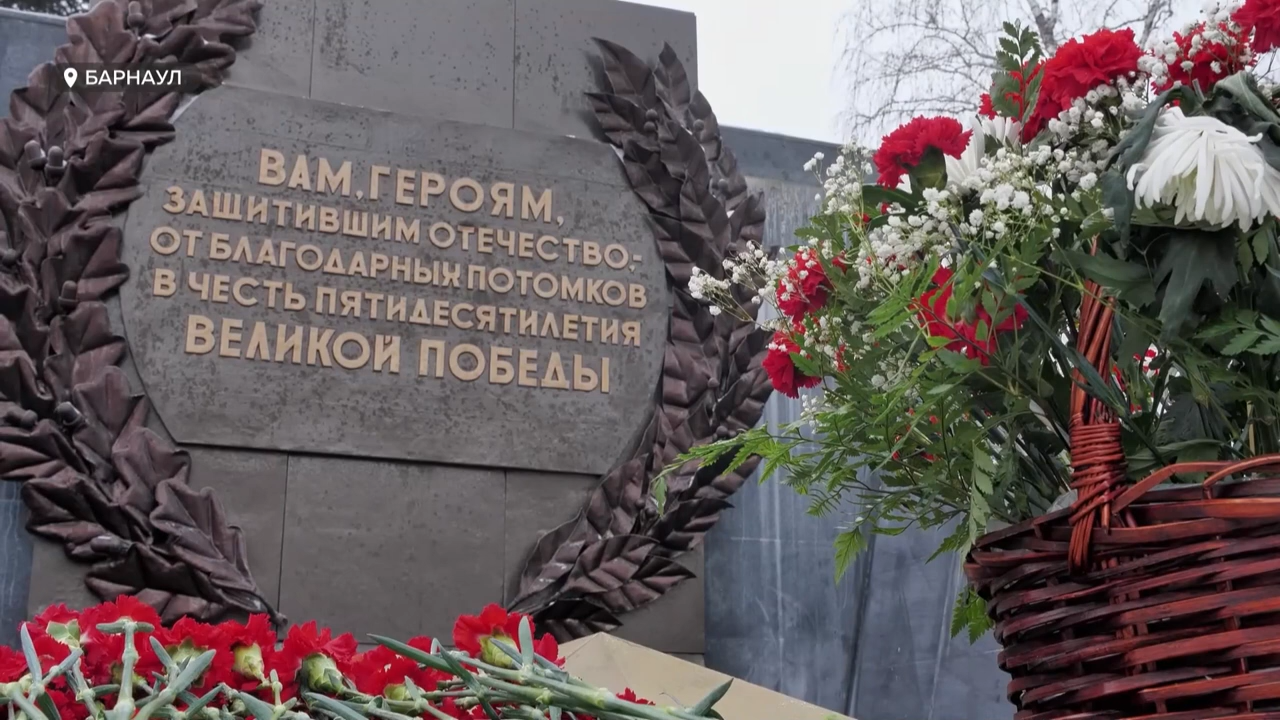 БАРНАУЛ
ВАМ, ГЕРОЯМ,
ЗАЩИТИВШИМ ОТЕЧЕСТВО,-
ОТ БЛАГОДАРНЫХ ПОТОМКОВ
В ЧЕСТЬ ПЯТИДЕСЯТИЛЕТИЯ
ВЕЛИКОЙ ПОБЕДЫ